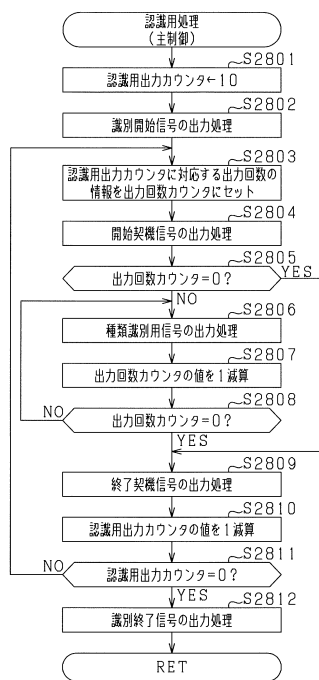 認識用処理
(主制御)
S2801
認識用出力カウンタ←10
S2802
識別開始信号の出力処理
S2803
認識用出力カウンタに対応する出力回数の
情報を出力回数カウンタにセット
S2804
開始契機信号の出力処理
S2805
出力回数カウンタ=0?
YES
NO
S2806
種類識別用信号の出力処理
S2807
出力回数カウンタの値を1減算
S2808
NO
出力回数カウンタ=0?
YES
S2809
終了契機信号の出力処理
S2810
認識用出力カウンタの値を1減算
S2811
NO
認識用出力カウンタ=0?
YES
S2812
識別終了信号の出力処理
RET